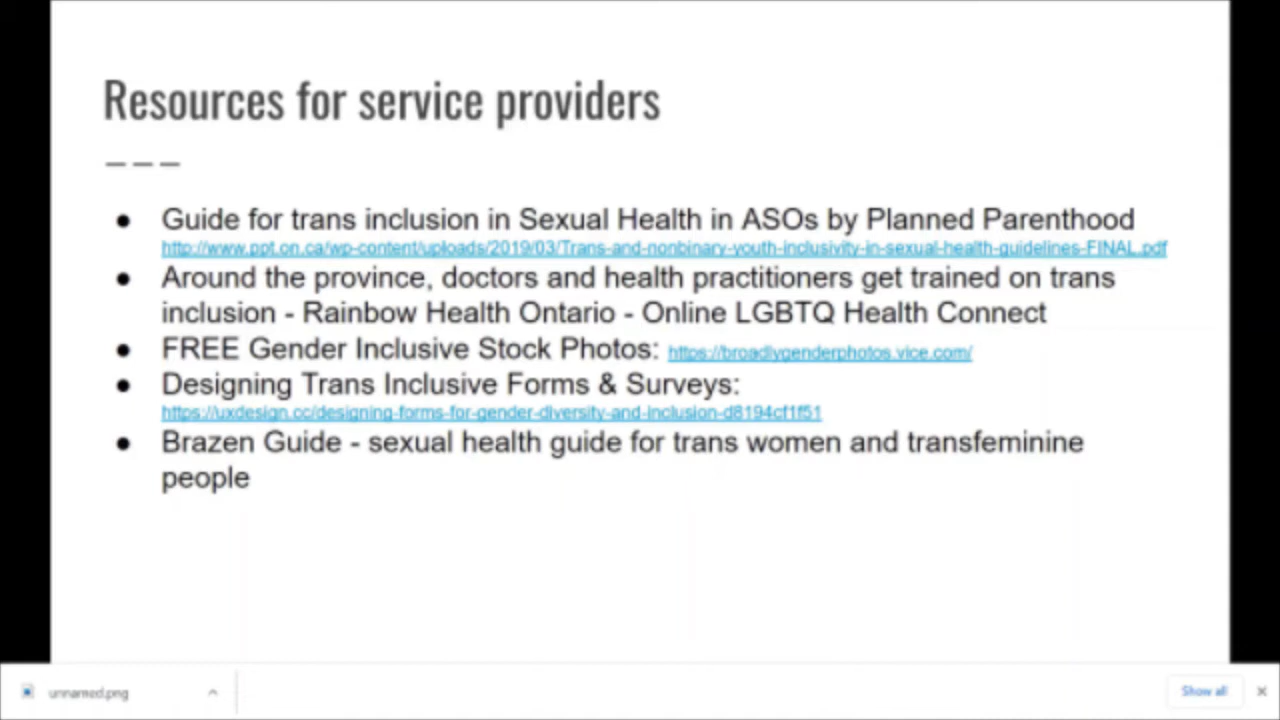 Resources for service providers
● Guide for trans inclusion in Sexual Health in ASOs by Planned Parenthood
http://www.ppt.on.ca/wp-content/uploads/2019/03/Trans-and-nonbinary-youth-inclusivity-in-sexual-health-guidelines-FINAL.pdf
● Around the province, doctors and health practitioners get trained on trans
inclusion - Rainbow Health Ontario - Online LGBTQ Health Connect
● FREE Gender Inclusive Stock Photos: https://broadlygenderphotos.vice.com/
● Designing Trans Inclusive Forms & Surveys:
https://uxdesign.cc/designing-forms-for-gender-diversity-and-inclusion-d8194cf1f51
● Brazen Guide - sexual health guide for trans women and transfeminine
people
unnamed.png
Show all